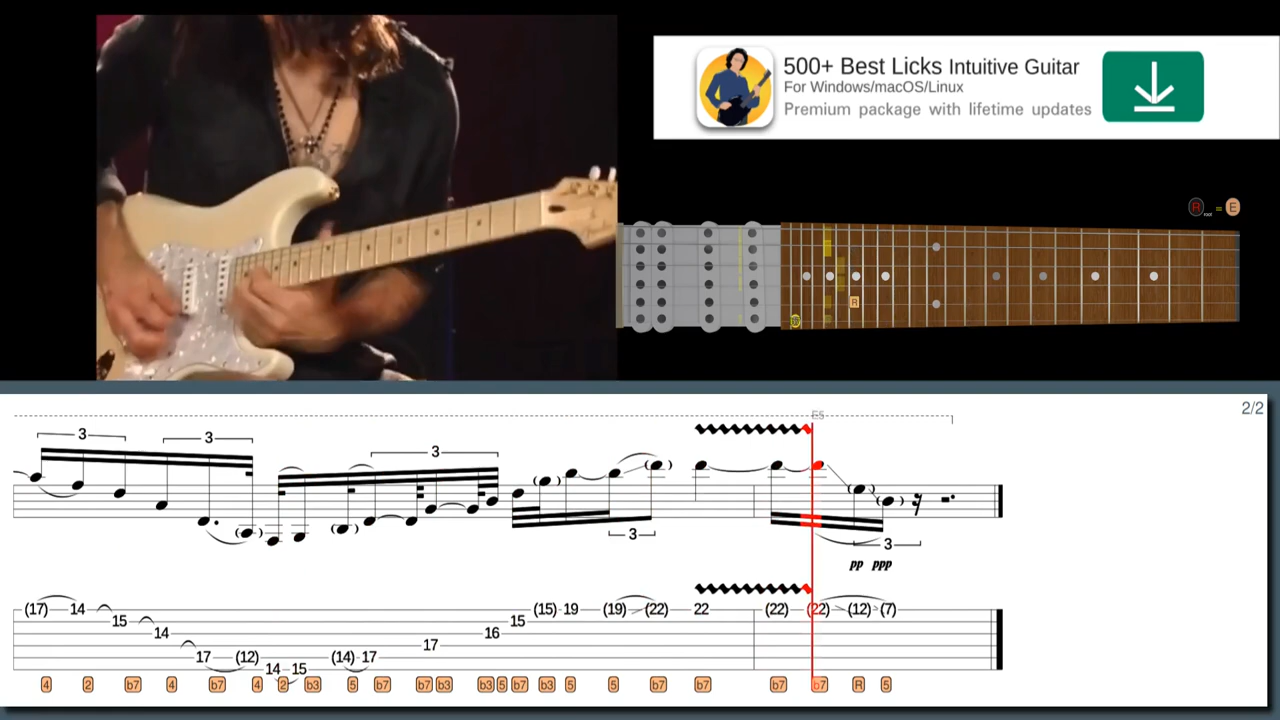 500+ Best Licks Intuitive Guitar
For Windows/macOS/Linux
Premium package with lifetime updates
R root = E
R
2/2
E5
3 3 3 3 3
pp ppp
(17) 14 15 14 17 (12) 14 15 (14) 17 17 16 15 (15) 19 (19) (22) 22 (22) (22) (12) (7)
4 2 b7 4 b7 4 2 b3 5 b7 b7 b3 b3 5 b7 b3 5 5 b7 b7 b7 b7 R 5